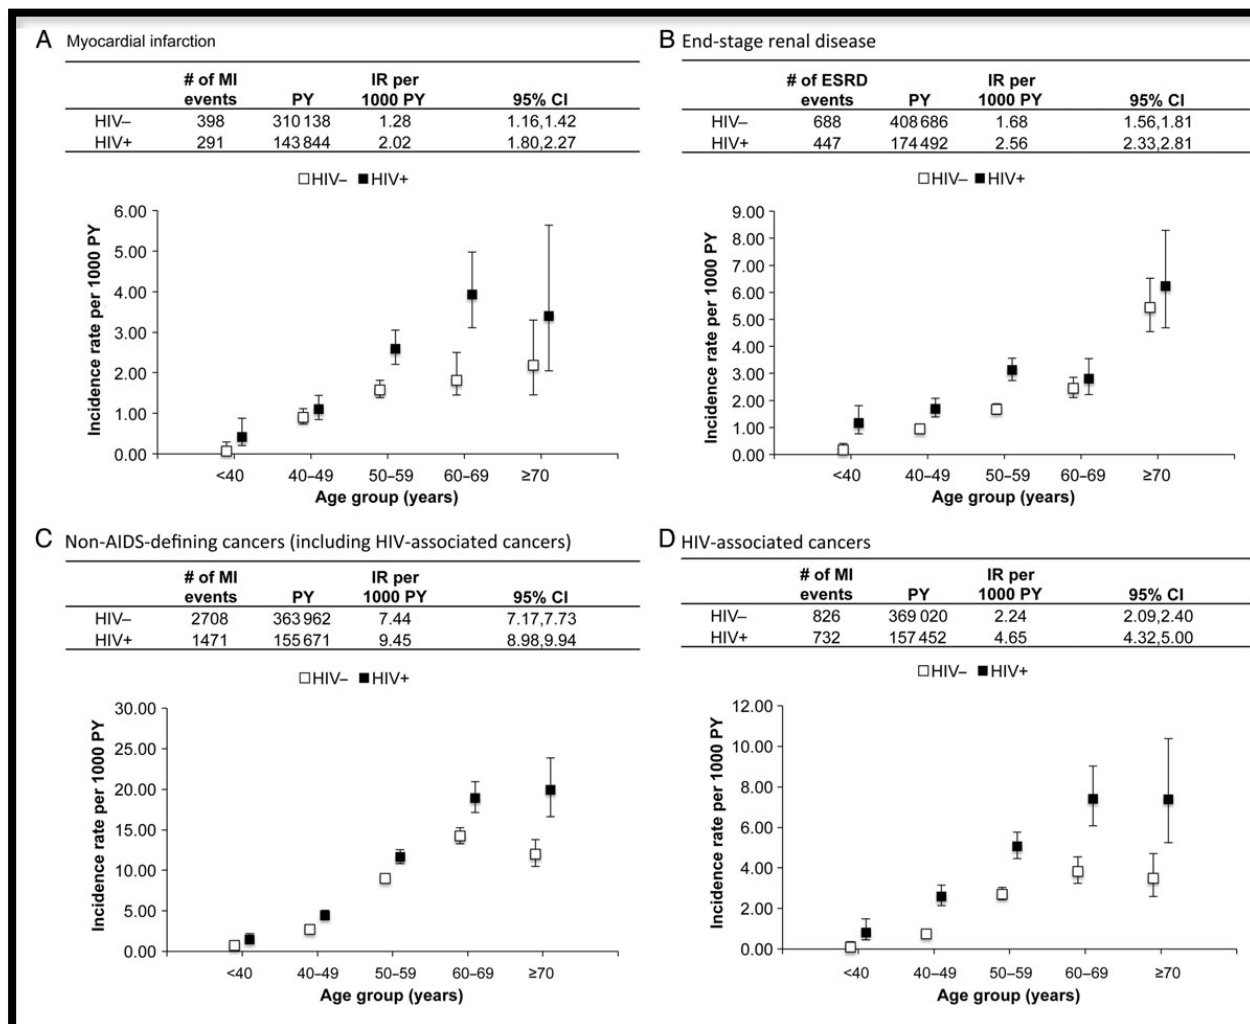 A Myocardial infarction
# of MI events PY IR per 1000 PY 95% CI
HIV– 398 310 138 1.28 1.16,1.42
HIV+ 291 143 844 2.02 1.80,2.27
HIV– HIV+
Incidence rate per 1000 PY
6.00
5.00
4.00
3.00
2.00
1.00
0.00
<40 40–49 50–59 60–69 ≥70
Age group (years)
B End-stage renal disease
# of ESRD events PY IR per 1000 PY 95% CI
HIV– 688 408 686 1.68 1.56,1.81
HIV+ 447 174 492 2.56 2.33,2.81
HIV– HIV+
Incidence rate per 1000 PY
9.00
8.00
7.00
6.00
5.00
4.00
3.00
2.00
1.00
0.00
<40 40–49 50–59 60–69 ≥70
Age group (years)
C Non-AIDS-defining cancers (including HIV-associated cancers)
# of MI events PY IR per 1000 PY 95% CI
HIV– 2708 363 962 7.44 7.17,7.73
HIV+ 1471 155 671 9.45 8.98,9.94
HIV– HIV+
Incidence rate per 1000 PY
30.00
25.00
20.00
15.00
10.00
5.00
0.00
<40 40–49 50–59 60–69 ≥70
Age group (years)
D HIV-associated cancers
# of MI events PY IR per 1000 PY 95% CI
HIV– 826 369 020 2.24 2.09,2.40
HIV+ 732 157 452 4.65 4.32,5.00
HIV– HIV+
Incidence rate per 1000 PY
12.00
10.00
8.00
6.00
4.00
2.00
0.00
<40 40–49 50–59 60–69 ≥70
Age group (years)